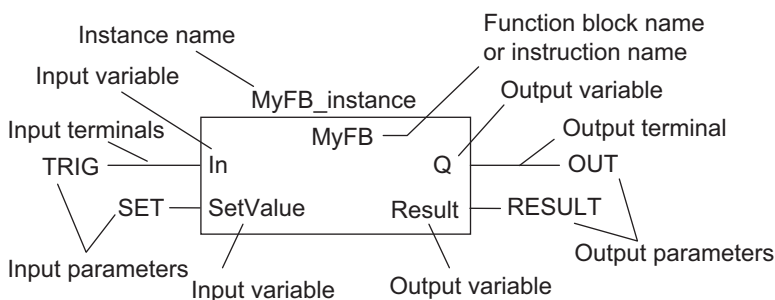 Function block name
or instruction name
Instance name
Input variable
Output variable
MyFB_instance
Input terminals
MyFB
Output terminal
TRIG
In
Q
OUT
SET
SetValue
Result
RESULT
Output parameters
Input parameters
Input variable
Output variable